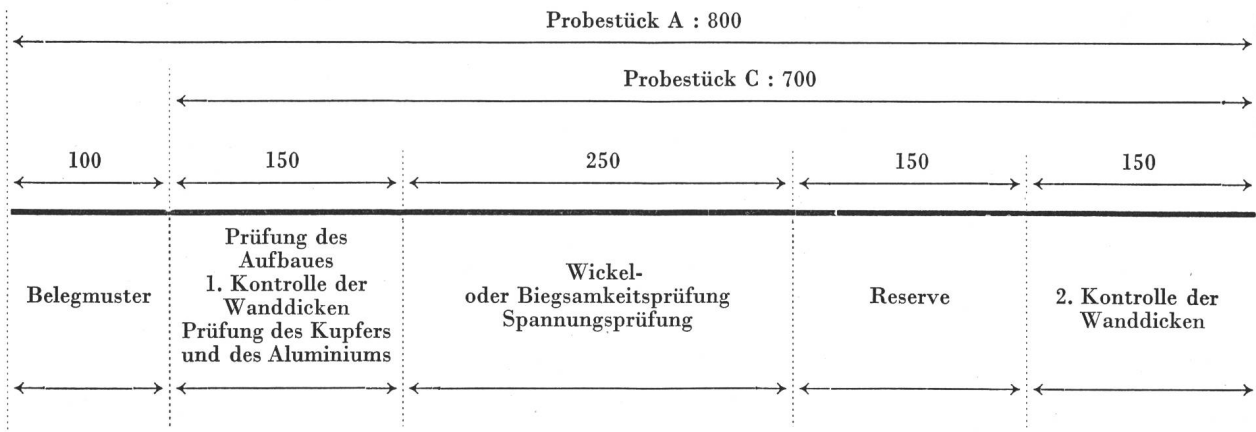 Probestück A : 800
Probestück C : 700
100 150 250 150 150
Belegmuster
Prüfung des
Aufbaues
1. Kontrolle der
Wanddicken
Prüfung des Kupfers
und des Aluminiums
Wickel-
oder Biegsamkeitsprüfung
Spannungsprüfung
Reserve
2. Kontrolle der
Wanddicken